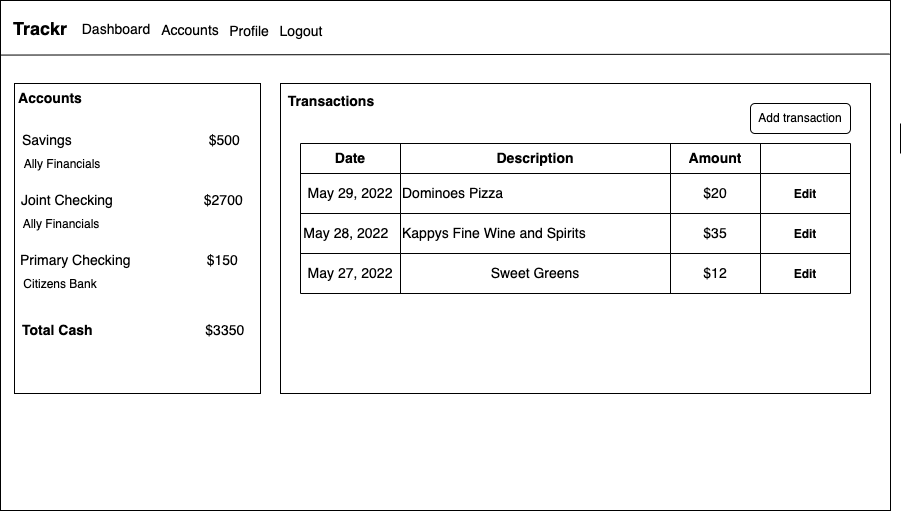 Trackr Dashboard Accounts Profile Logout
Accounts
Savings $500
Ally Financials
Joint Checking $2700
Ally Financials
Primary Checking $150
Citizens Bank
Total Cash $3350
Transactions
Add transaction
Date Description Amount
May 29, 2022 Dominoes Pizza $20 Edit
May 28, 2022 Kappys Fine Wine and Spirits $35 Edit
May 27, 2022 Sweet Greens $12 Edit